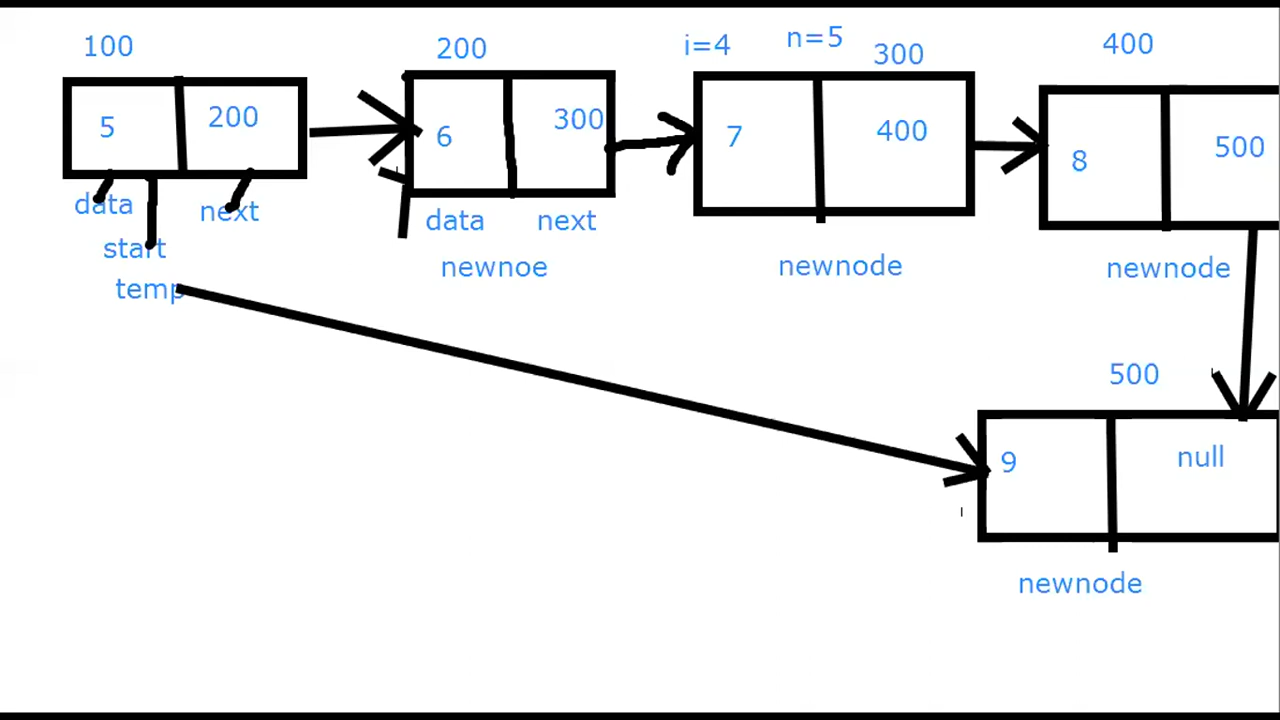 100
200
i=4
n=5
300
400
5
200
6
300
7
400
8
500
data
next
data
next
start
newnoe
newnode
newnode
temp
500
9
null
newnode